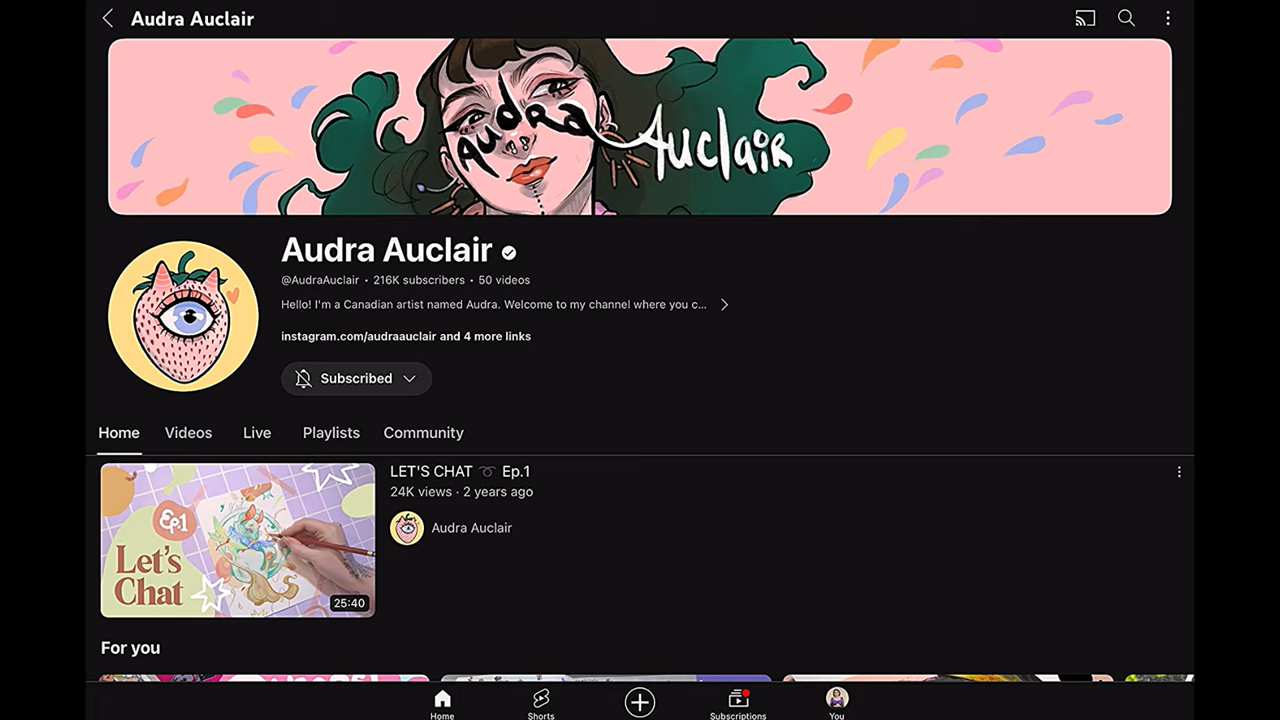 Audra Auclair
Audra Auclair
Audra Auclair
@AudraAuclair • 216K subscribers • 50 videos
Hello! I'm a Canadian artist named Audra. Welcome to my channel where you c...
instagram.com/audraauclair and 4 more links
Subscribed
Home Videos Live Playlists Community
LET'S CHAT ➰ Ep.1
24K views · 2 years ago
Audra Auclair
Ep.1
Let's
Chat
25:40
For you
Home Shorts Subscriptions You